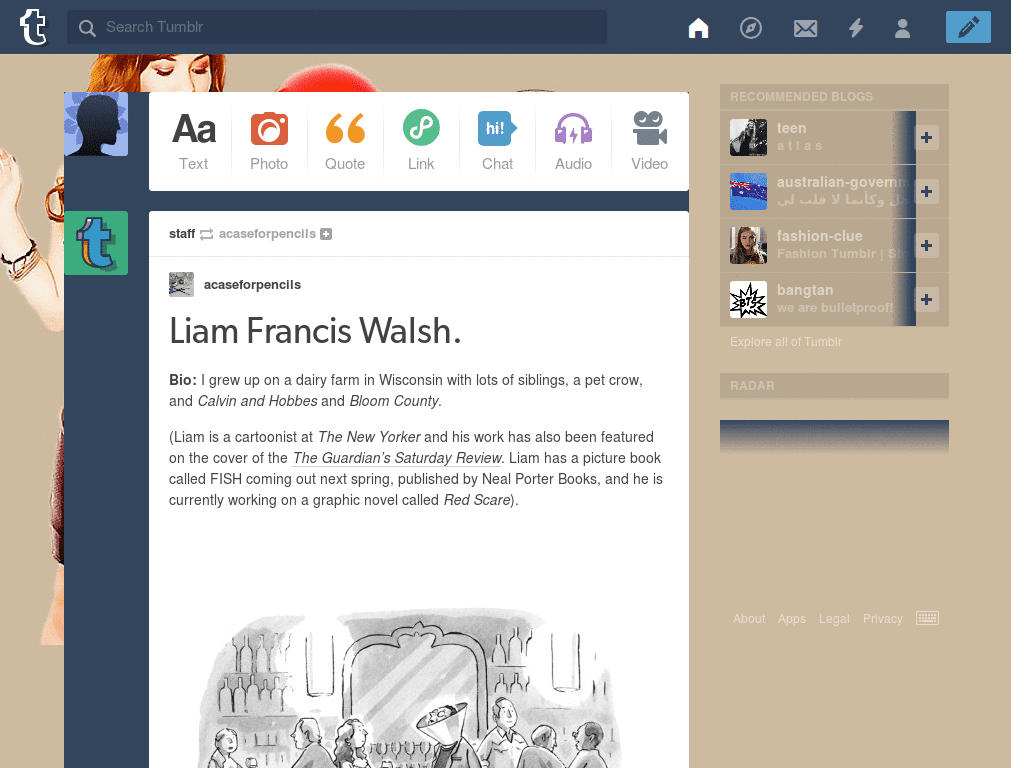 Search Tumblr
Aa
hi!
Text
Photo
Quote
Link
Chat
Audio
Video
staff acaseforpencils
acaseforpencils
Liam Francis Walsh.
Bio: I grew up on a dairy farm in Wisconsin with lots of siblings, a pet crow,
and Calvin and Hobbes and Bloom County.
(Liam is a cartoonist at The New Yorker and his work has also been featured
on the cover of the The Guardian’s Saturday Review. Liam has a picture book
called FISH coming out next spring, published by Neal Porter Books, and he is
currently working on a graphic novel called Red Scare).
RECOMMENDED BLOGS
teen
a t l a s
australian-governm
وكأنما لا قلب لي
fashion-clue
Fashion Tumblr |
BTS
bangtan
we are bulletproof!
Explore all of Tumblr
RADAR
About Apps Legal Privacy